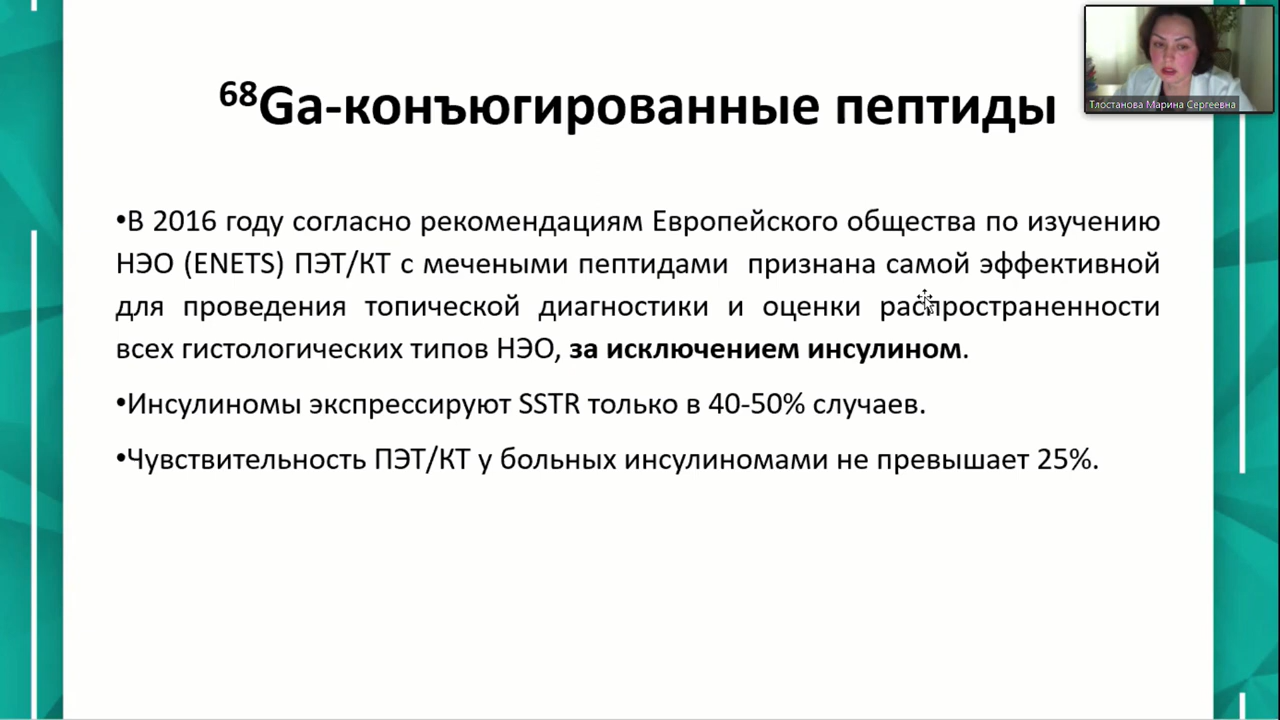 ⁶⁸Ga-конъюгированные пептиды
Тлостанова Марина Сергеевна
•В 2016 году согласно рекомендациям Европейского общества по изучению
НЭО (ENETS) ПЭТ/КТ с мечеными пептидами признана самой эффективной
для проведения топической диагностики и оценки распространенности
всех гистологических типов НЭО, за исключением инсулином.
•Инсулиномы экспрессируют SSTR только в 40-50% случаев.
•Чувствительность ПЭТ/КТ у больных инсулиномами не превышает 25%.